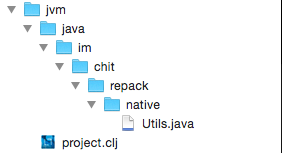 jvm
java
im
chit
repack
native
Utils.java
project.clj